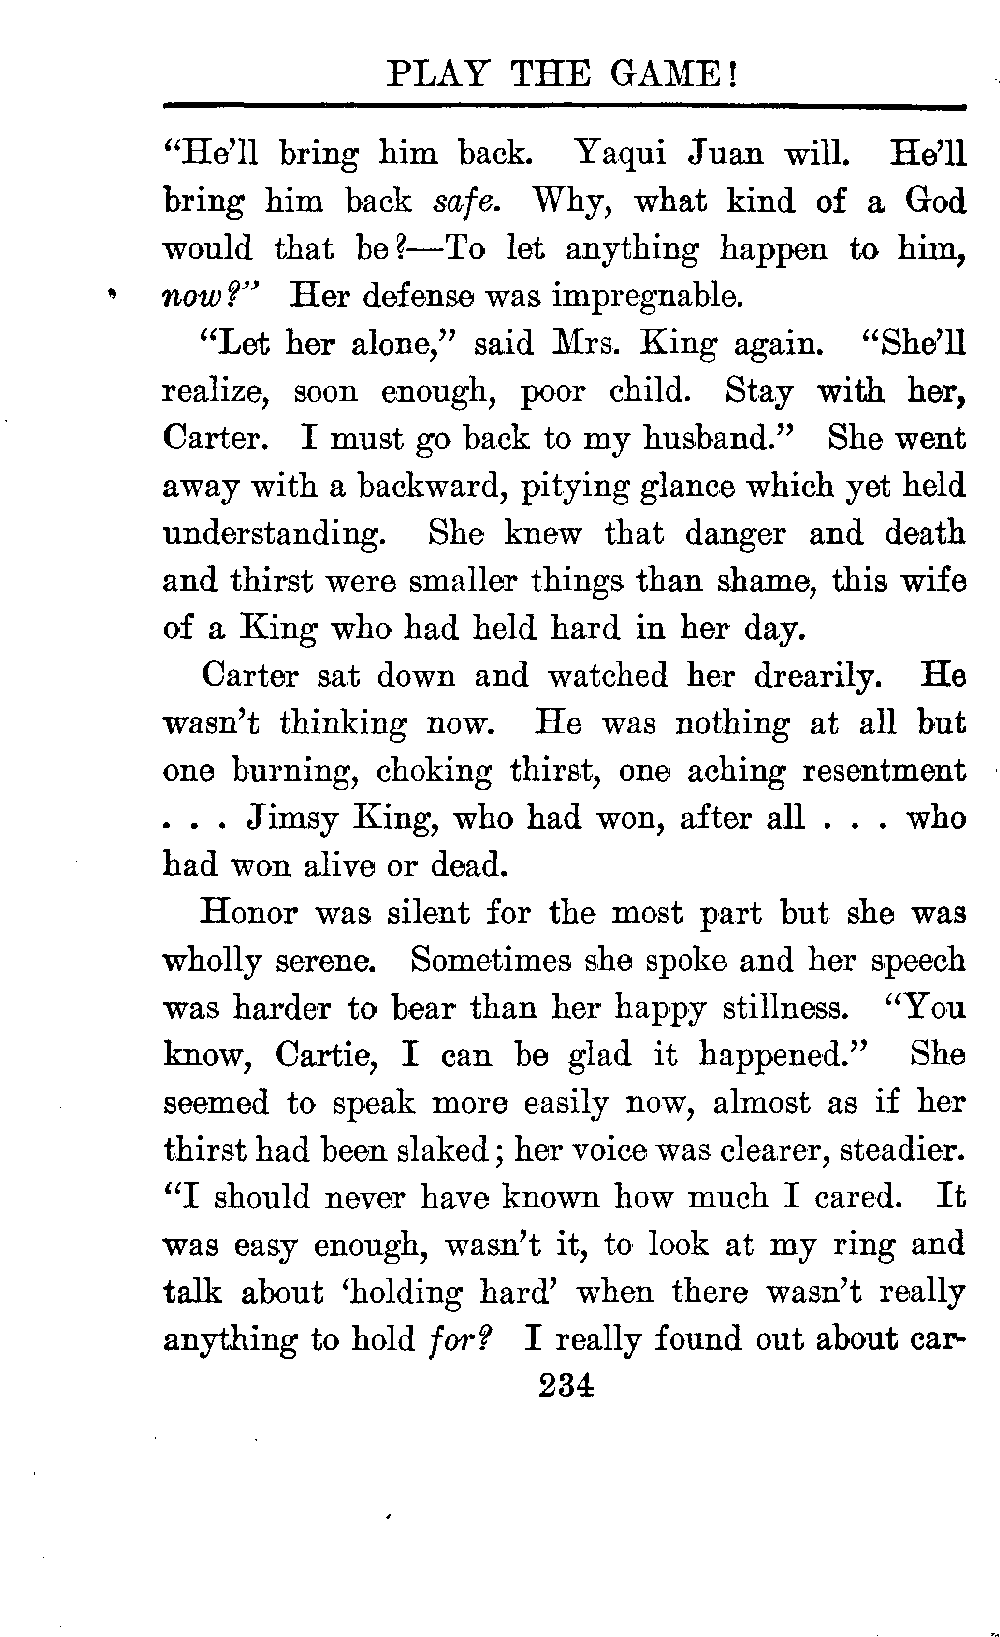 PLAY THE GAME!
“He’ll bring him back. Yaqui Juan will. He’ll
bring him back safe. Why, what kind of a God
would that be?—To let anything happen to him,
now?” Her defense was impregnable.
“Let her alone,” said Mrs. King again. “She’ll
realize, soon enough, poor child. Stay with her,
Carter. I must go back to my husband.” She went
away with a backward, pitying glance which yet held
understanding. She knew that danger and death
and thirst were smaller things than shame, this wife
of a King who had held hard in her day.
Carter sat down and watched her drearily. He
wasn’t thinking now. He was nothing at all but
one burning, choking thirst, one aching resentment
. . . Jimsy King, who had won, after all . . . who
had won alive or dead.
Honor was silent for the most part but she was
wholly serene. Sometimes she spoke and her speech
was harder to bear than her happy stillness. “You
know, Cartie, I can be glad it happened.” She
seemed to speak more easily now, almost as if her
thirst had been slaked; her voice was clearer, steadier.
“I should never have known how much I cared. It
was easy enough, wasn’t it, to look at my ring and
talk about ‘holding hard’ when there wasn’t really
anything to hold for? I really found out about car-
234